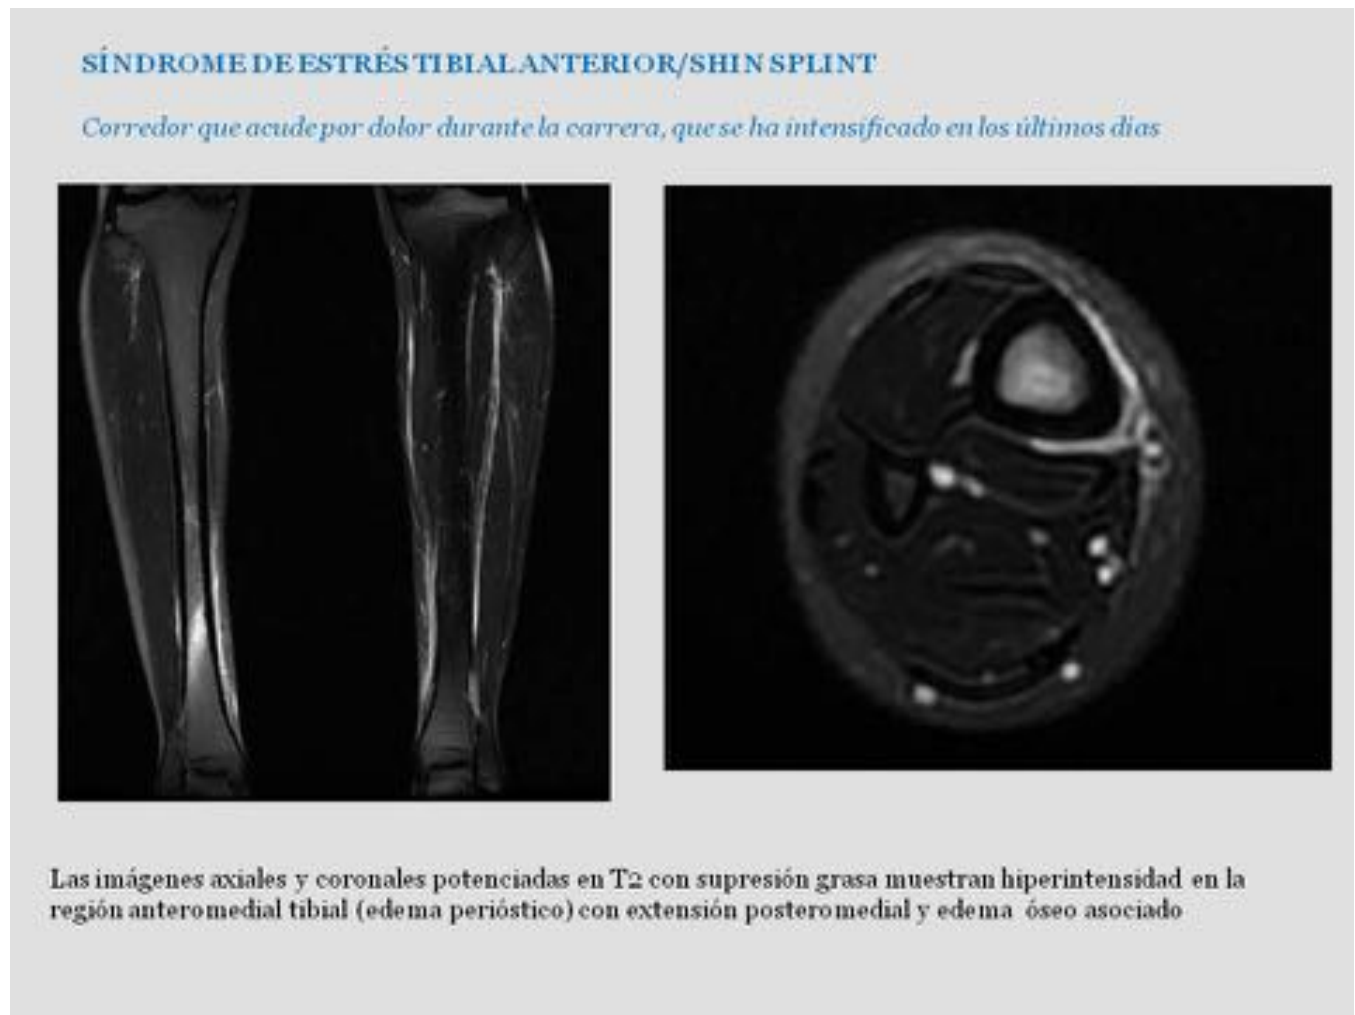 SÍNDROME DE ESTRÉS TIBIAL ANTERIOR/SHIN SPLINT
Corredor que acude por dolor durante la carrera, que se ha intensificado en los últimos días
Las imágenes axiales y coronales potenciadas en T2 con supresión grasa muestran hiperintensidad en la
región anteromedial tibial (edema perióstico) con extensión posteromedial y edema óseo asociado